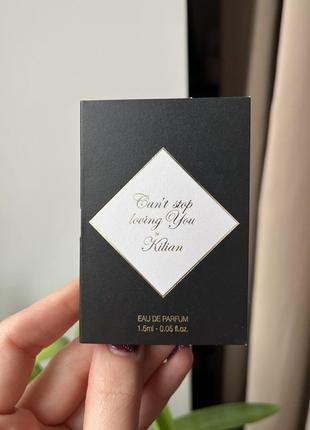 Can't stop
loving You
by
Kilian
EAU DE PARFUM
1.5ml - 0.05 fl.oz.